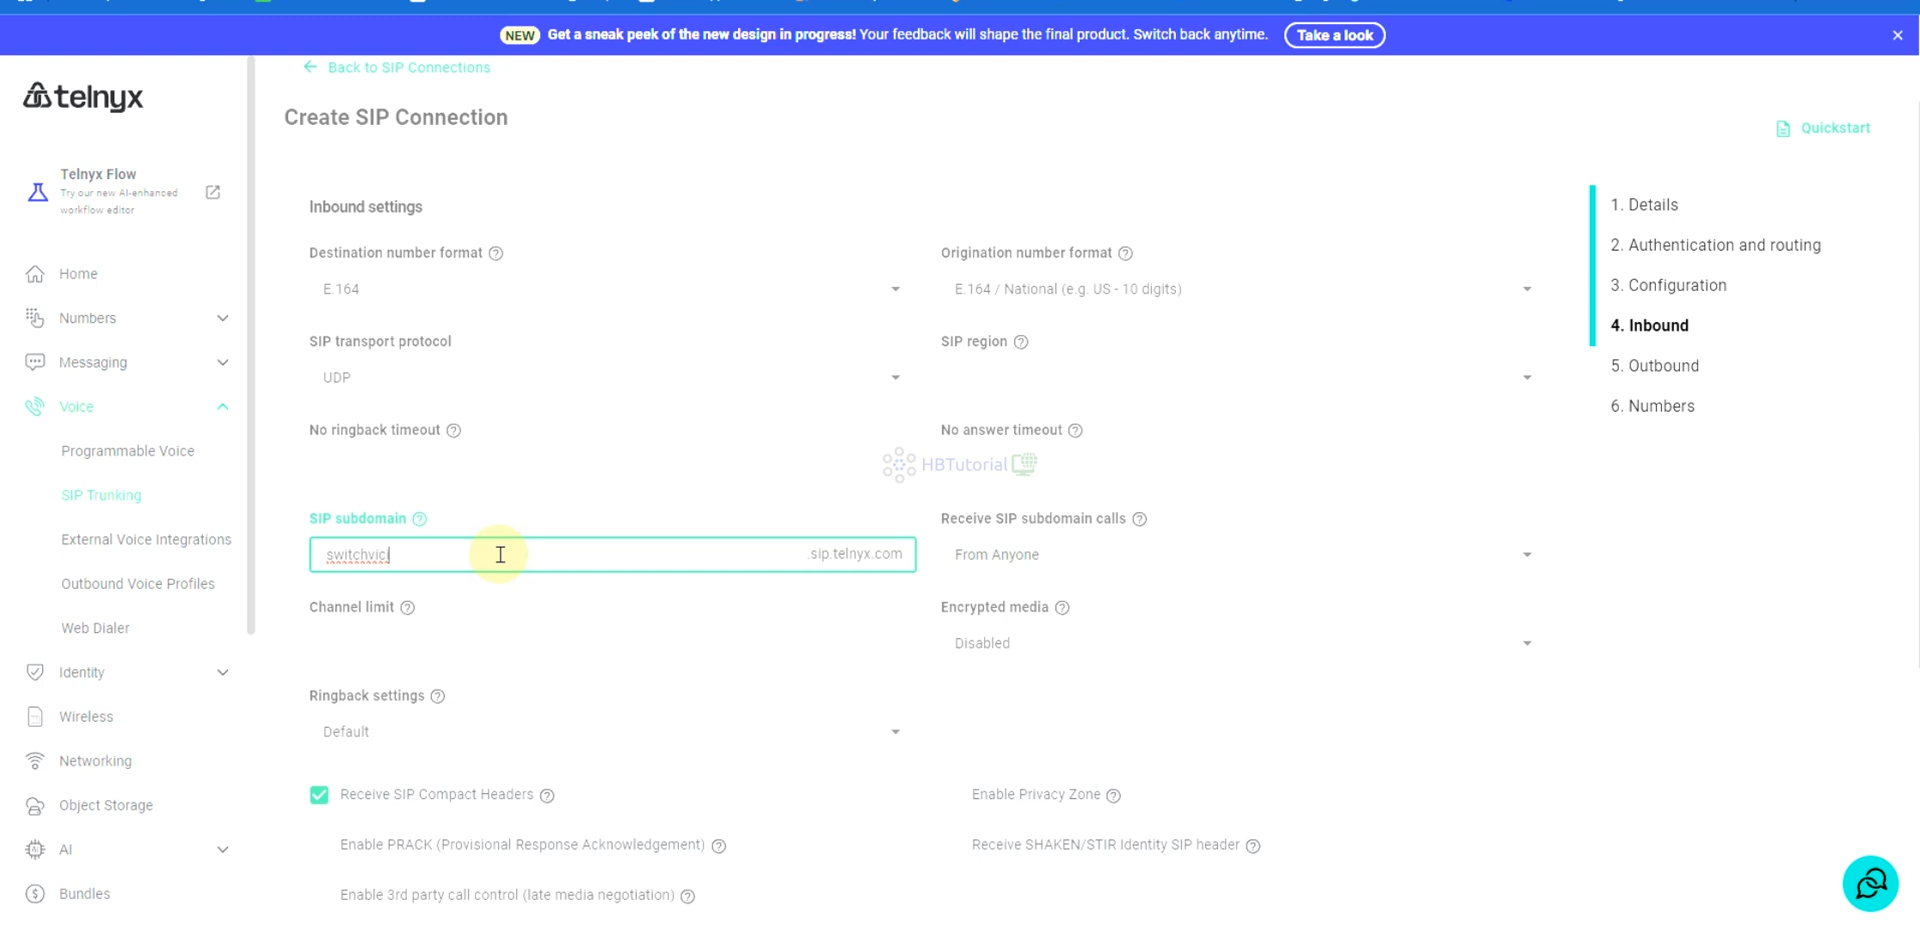 NEW Get a sneak peek of the new design in progress! Your feedback will shape the final product. Switch back anytime. Take a look
Back to SIP Connections
telnyx
Create SIP Connection
Quickstart
Telnyx Flow
Try our new AI-enhanced
workflow editor
Home
Numbers
Messaging
Voice
Programmable Voice
SIP Trunking
External Voice Integrations
Outbound Voice Profiles
Web Dialer
Identity
Wireless
Networking
Object Storage
AI
Bundles
Inbound settings
Destination number format
E.164
Origination number format
E.164 / National (e.g. US - 10 digits)
SIP transport protocol
UDP
SIP region
No ringback timeout
No answer timeout
HBTutorial
SIP subdomain
switchvici .sip.telnyx.com
Receive SIP subdomain calls
From Anyone
Channel limit
Encrypted media
Disabled
Ringback settings
Default
Receive SIP Compact Headers
Enable Privacy Zone
Enable PRACK (Provisional Response Acknowledgement)
Receive SHAKEN/STIR Identity SIP header
Enable 3rd party call control (late media negotiation)
1. Details
2. Authentication and routing
3. Configuration
4. Inbound
5. Outbound
6. Numbers